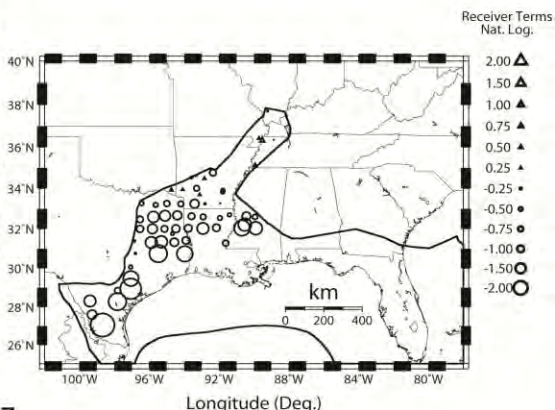 Receiver Terms
Nat. Log.
40°N
38°N
36°N
34°N
32°N
30°N
28°N
26°N
2.00
1.50
1.00
0.75
0.50
0.25
-0.25
-0.50
-0.75
-1.00
-1.50
-2.00
km
0 200 400
100°W 96°W 92°W 88°W 84°W 80°W
Longitude (Deg.)